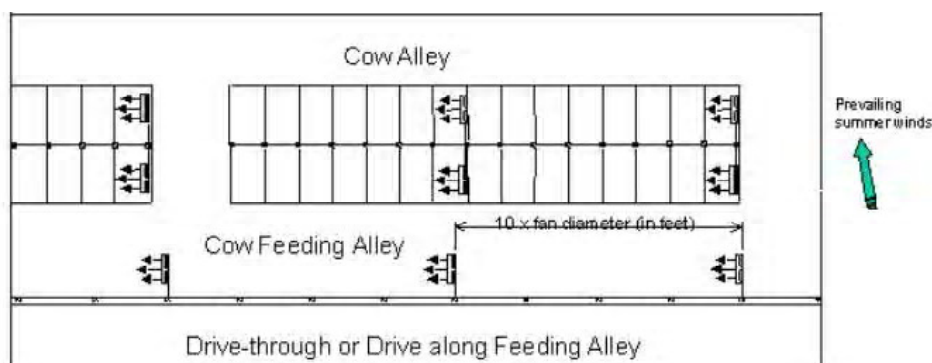 Cow Alley
Prevailing
summer winds
10 x fan diameter (in feet)
Cow Feeding Alley
Drive-through or Drive along Feeding Alley